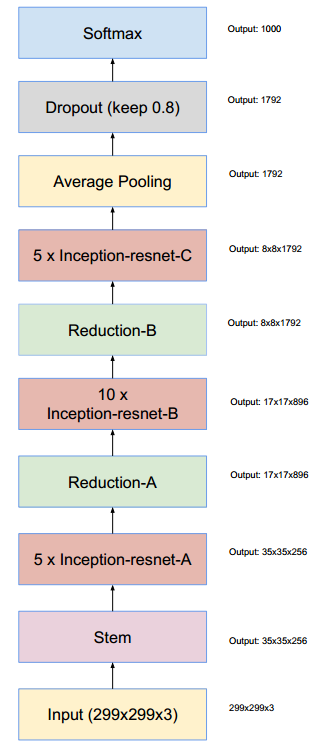 Softmax
Output: 1000
Dropout (keep 0.8)
Output: 1792
Average Pooling
Output: 1792
5 x Inception-resnet-C
Output: 8x8x1792
Reduction-B
Output: 8x8x1792
10 x
Inception-resnet-B
Output: 17x17x896
Reduction-A
Output: 17x17x896
5 x Inception-resnet-A
Output: 35x35x256
Stem
Output: 35x35x256
Input (299x299x3)
299x299x3